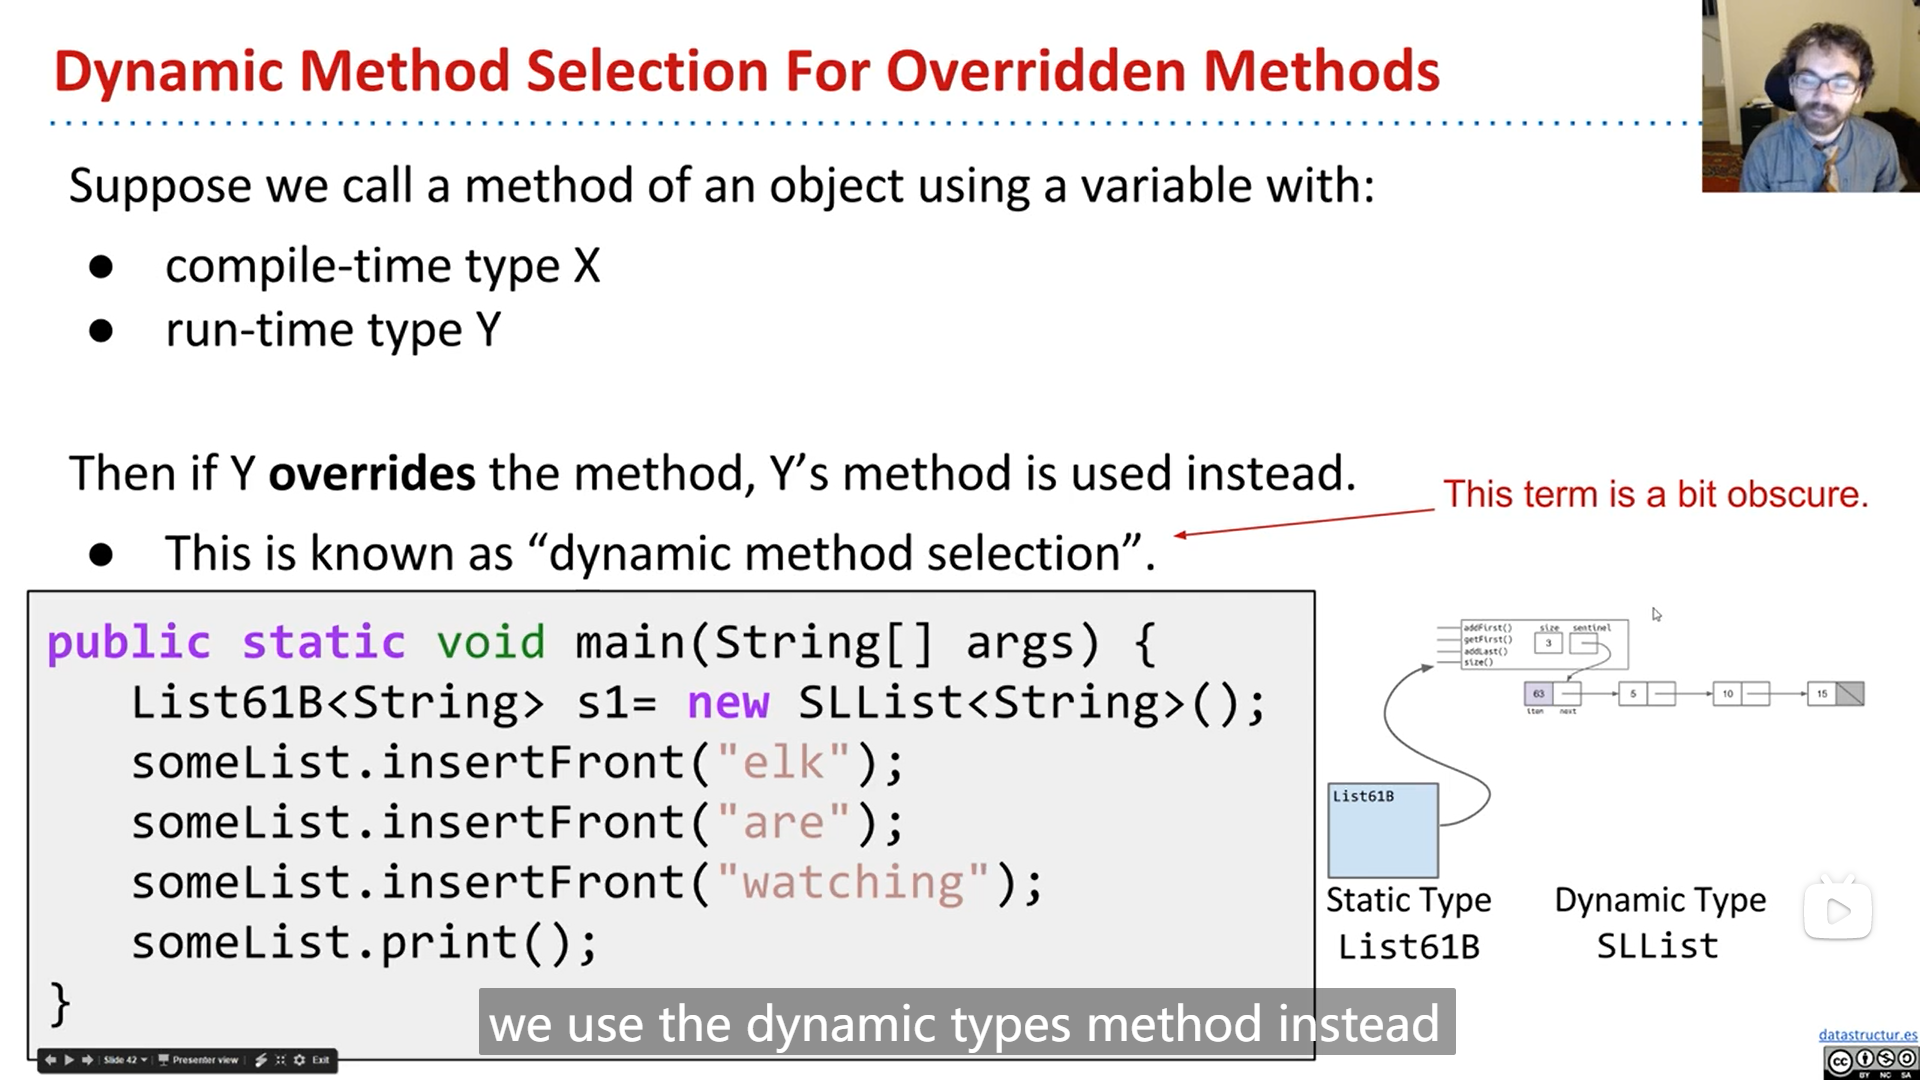 Dynamic Method Selection For Overridden Methods
Suppose we call a method of an object using a variable with:
● compile-time type X
● run-time type Y
Then if Y overrides the method, Y’s method is used instead.
This term is a bit obscure.
● This is known as “dynamic method selection”.
public static void main(String[] args) {
List61B<String> s1= new SLList<String>();
someList.insertFront("elk");
someList.insertFront("are");
someList.insertFront("watching");
someList.print();
}
addFirst()
getFirst()
addLast()
size()
size sentinel
3
63 5 10 15
item next
List61B
Static Type
List61B
Dynamic Type
SLList
we use the dynamic types method instead
Slide 42 Presenter view Exit
datastructur.es
cc
BY NC SA